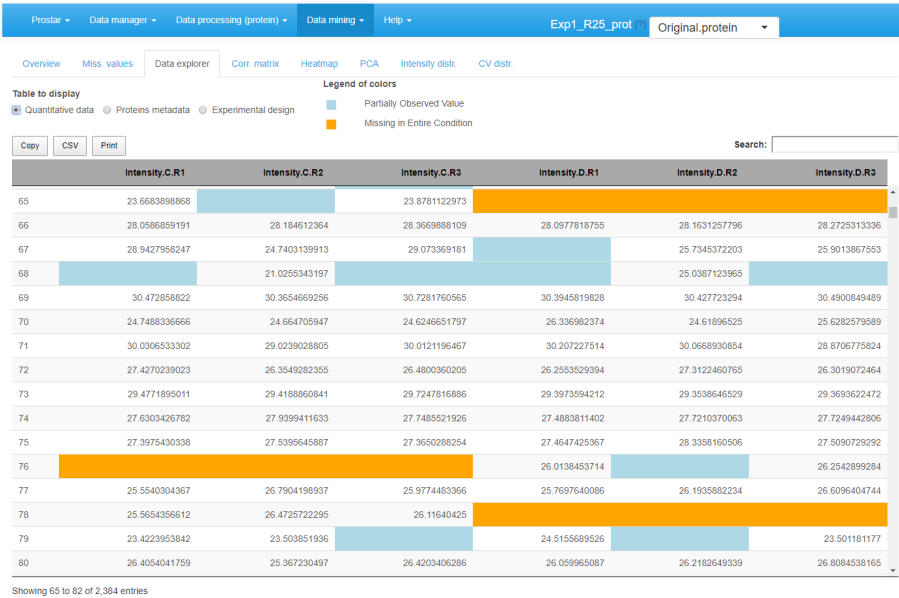 Prostar Data manager Data processing (protein) Data mining Help Exp1_R25_prot [?] Original.protein
Overview Miss. values Data explorer Corr. matrix Heatmap PCA Intensity distr. CV distr.
Table to display
Quantitative data Proteins metadata Experimental design
Legend of colors
Partially Observed Value
Missing in Entire Condition
Copy CSV Print Search:
Intensity.C.R1 Intensity.C.R2 Intensity.C.R3 Intensity.D.R1 Intensity.D.R2 Intensity.D.R3
65 23.6683898868 23.8781122973
66 28.0586859191 28.184612364 28.3669888109 28.0977818755 28.1631257796 28.2725313336
67 28.9427958247 24.7403139913 29.073369181 25.7345372203 25.9013867553
68 21.0255343197 25.0387123965
69 30.472858822 30.3654669256 30.7281760565 30.3945819828 30.427723294 30.4900849489
70 24.7488336666 24.664705947 24.6246651797 26.336982374 24.61896525 25.6282579589
71 30.0306533302 29.0239028805 30.0121196467 30.207227514 30.0668930854 28.8706775824
72 27.4270239023 26.3549282355 26.4800360205 26.2553529394 27.3122460765 26.3019072464
73 29.4771895011 29.4188860841 29.7247816886 29.3973594212 29.3538646529 29.3693622472
74 27.6303426782 27.9399411633 27.7485521926 27.4883811402 27.7210370063 27.7249442806
75 27.3975430338 27.5395645887 27.3650288254 27.4647425367 28.3358160506 27.5090729292
76 26.0138453714 26.2542899284
77 25.5540304367 26.7904198937 25.9774483366 25.7697640086 26.1935882234 26.6096404744
78 25.5654356612 26.4725722295 26.11640425
79 23.4223953842 23.503851936 24.5155689526 23.501181177
80 26.4054041759 25.367230497 26.4203406286 26.059965087 26.2182649339 26.8084538165
Showing 65 to 82 of 2,384 entries